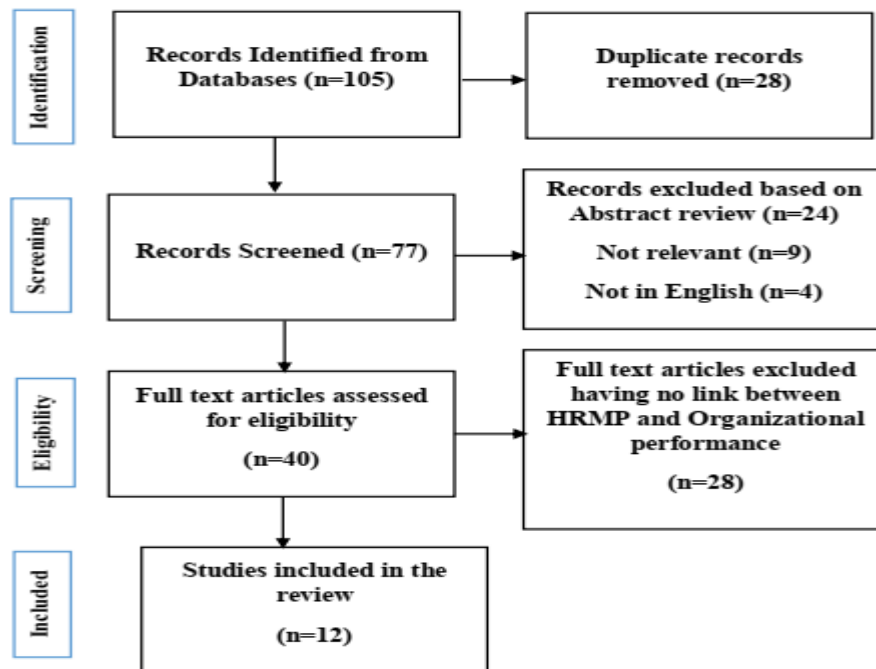 Identification
Records Identified from
Databases (n=105)
Duplicate records
removed (n=28)
Screening
Records Screened (n=77)
Records excluded based on
Abstract review (n=24)
Not relevant (n=9)
Not in English (n=4)
Eligibility
Full text articles assessed
for eligibility
(n=40)
Full text articles excluded
having no link between
HRMP and Organizational
performance
(n=28)
Included
Studies included in the
review
(n=12)